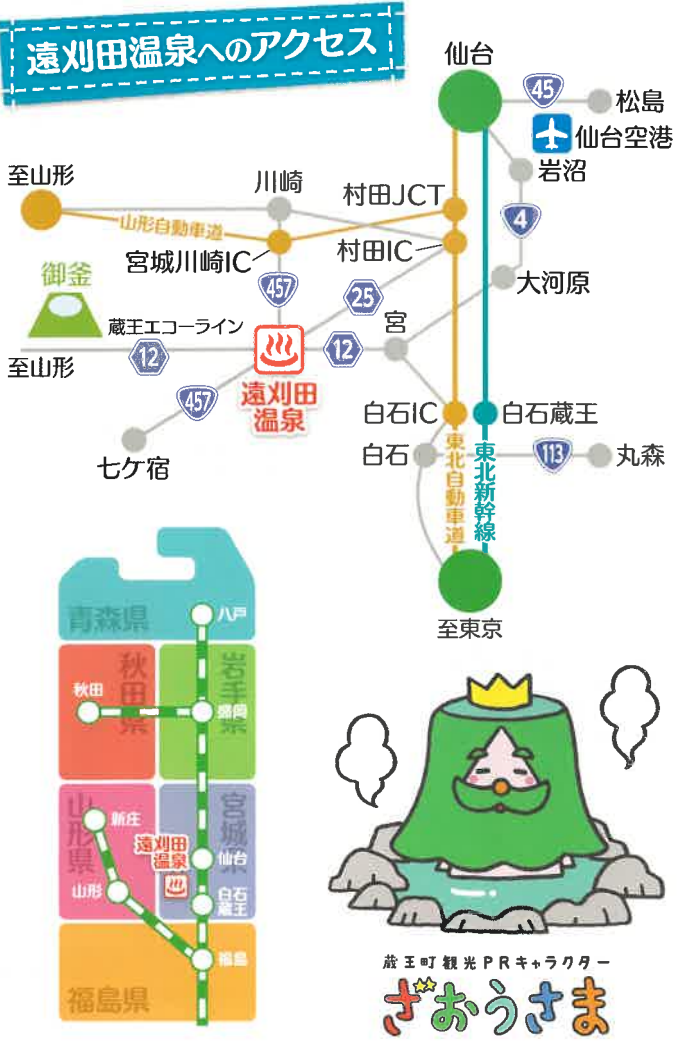 遠刈田温泉へのアクセス
仙台
45
松島
仙台空港
岩沼
至山形
川崎
村田JCT
山形自動車道
4
宮城川崎IC
村田IC
御釜
457
25
大河原
蔵王エコーライン
宮
12
12
至山形
遠刈田
温泉
457
白石IC
白石蔵王
七ケ宿
白石
東北自動車道
東北新幹線
113
丸森
至東京
青森県
八戸
秋田県
岩手県
秋田
盛岡
山形県
宮城県
新庄
遠刈田
温泉
仙台
山形
白石
蔵王
福島
福島県
蔵王町観光PRキャラクター
ざおうさま